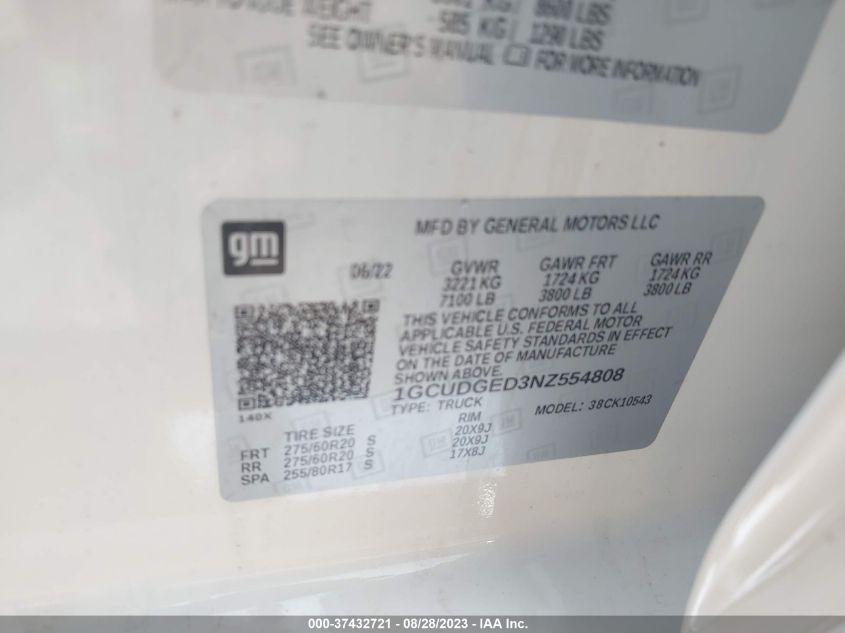 KG 8600 LBS
585 KG 1290 LBS
SEE OWNER'S MANUAL FOR MORE INFORMATION
gm
MFD BY GENERAL MOTORS LLC
06/22 GVWR GAWR FRT GAWR RR
3221 KG 1724 KG 1724 KG
7100 LB 3800 LB 3800 LB
THIS VEHICLE CONFORMS TO ALL
APPLICABLE U.S. FEDERAL MOTOR
VEHICLE SAFETY STANDARDS IN EFFECT
ON THE DATE OF MANUFACTURE
SHOWN ABOVE.
1GCUDGED3NZ554808
140X
TYPE: TRUCK MODEL: 38CK10543
TIRE SIZE RIM
FRT 275/60R20 S 20X9J
RR 275/60R20 S 20X9J
SPA 255/80R17 S 17X8J
000-37432721 - 08/28/2023 - IAA Inc.